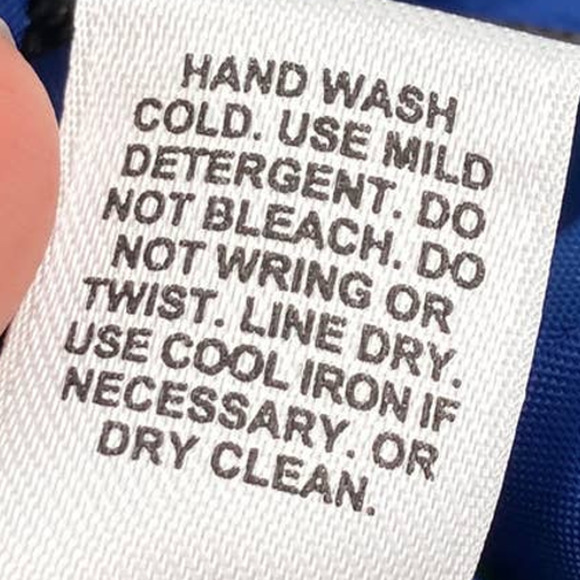 HAND WASH
COLD. USE MILD
DETERGENT. DO
NOT BLEACH. DO
NOT WRING OR
TWIST. LINE DRY.
USE COOL IRON IF
NECESSARY. OR
DRY CLEAN.